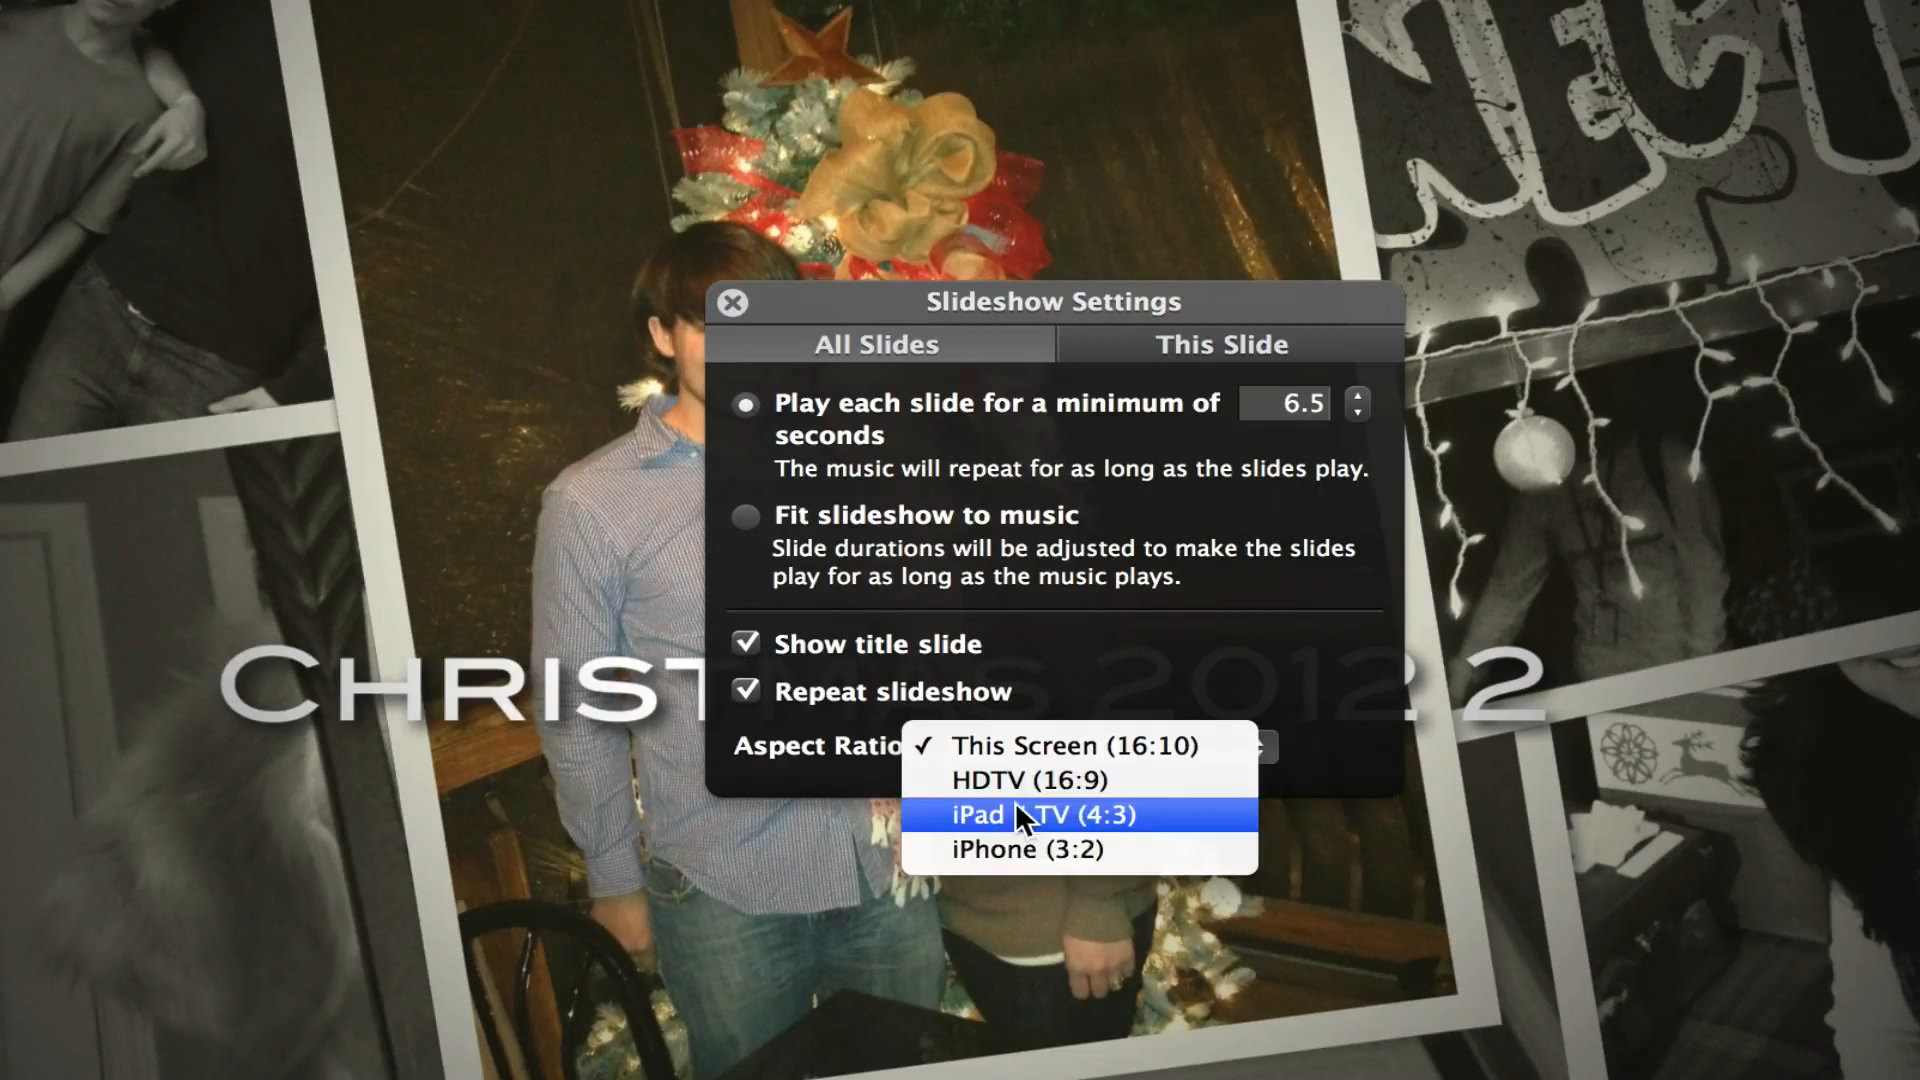 Slideshow Settings
All Slides
This Slide
Play each slide for a minimum of 6.5
seconds
The music will repeat for as long as the slides play.
Fit slideshow to music
Slide durations will be adjusted to make the slides
play for as long as the music plays.
Show title slide
Repeat slideshow
CHRISTMAS 2012 2
Aspect Ratio
✓ This Screen (16:10)
HDTV (16:9)
iPad TV (4:3)
iPhone (3:2)